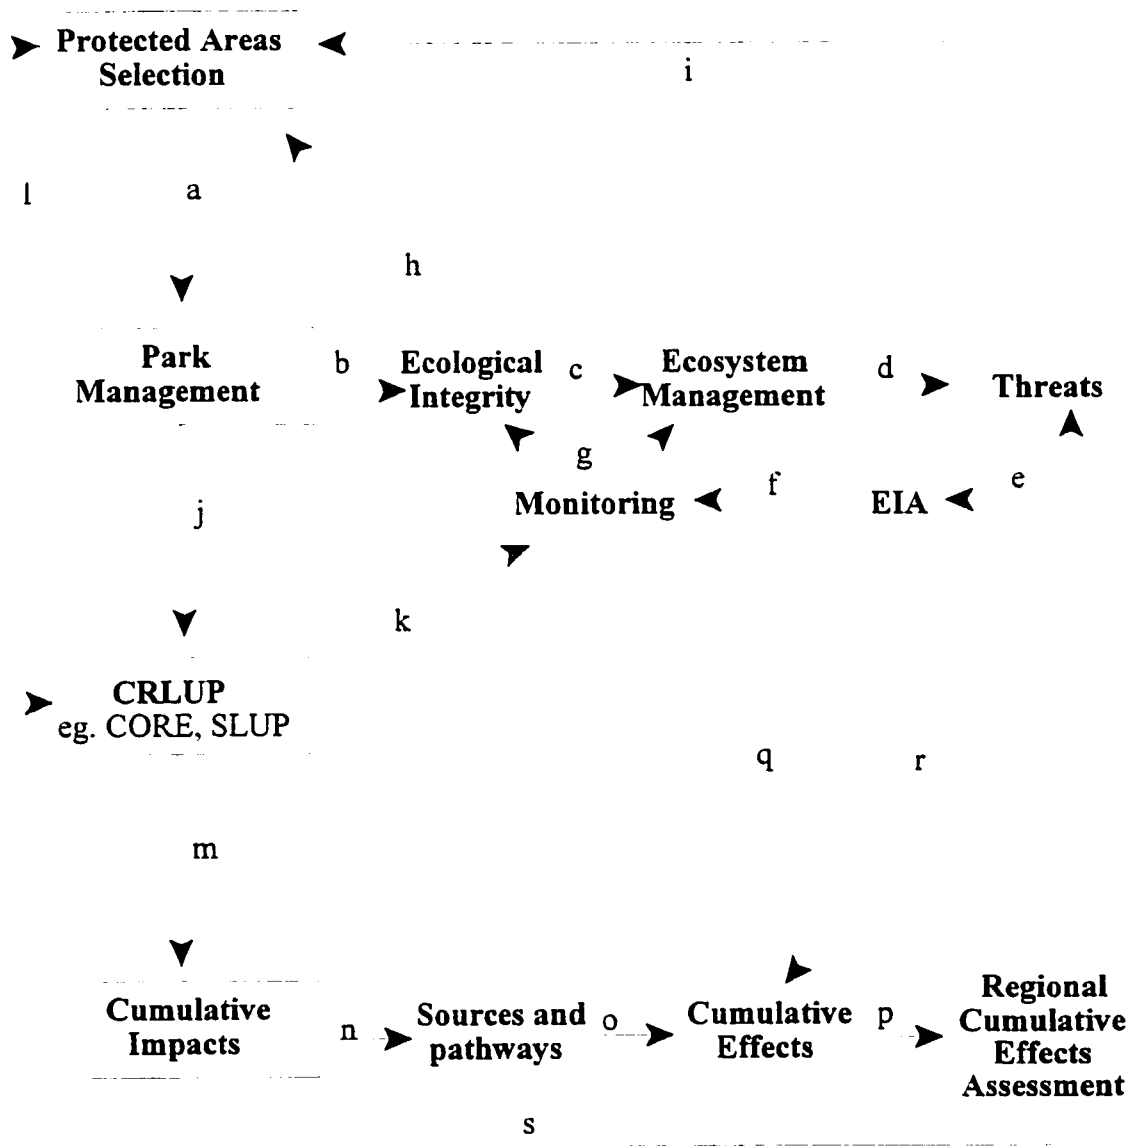 Protected Areas
Selection
i
l
a
h
Park
Management
b
Ecological
Integrity
c
Ecosystem
Management
d
Threats
g
Monitoring
f
EIA
e
j
k
CRLUP
eg. CORE, SLUP
q
r
m
Cumulative
Impacts
n
Sources and
pathways
o
Cumulative
Effects
p
Regional
Cumulative
Effects
Assessment
s